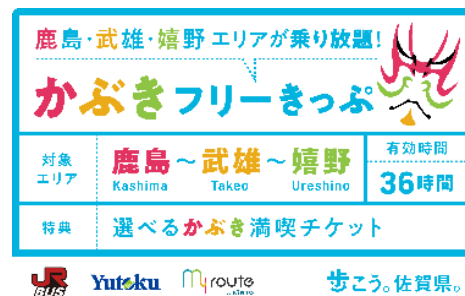 鹿島・武雄・嬉野 エリアが乗り放題!
かぶきフリーきっぷ
対象
エリア
鹿島〜武雄〜嬉野
Kashima Takeo Ureshino
有効時間
36時間
特典
選べるかぶき満喫チケット
JR BUS
Yutoku
my route
歩こう。佐賀県。